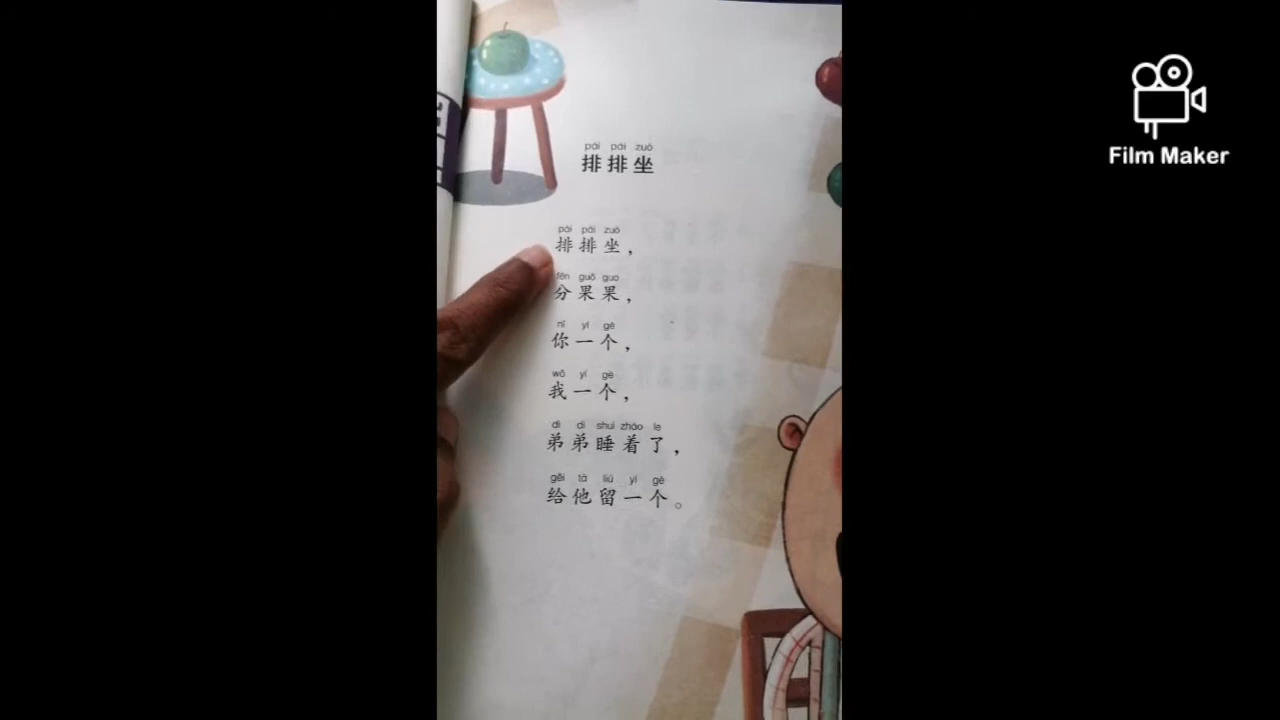 pái pái zuò
排排坐
pái pái zuò
排排坐，
fēn guǒ guo
分果果，
nǐ yí gè
你一个，
wǒ yí gè
我一个，
dì di shuì zháo le
弟弟睡着了，
gěi tā liú yí gè
给他留一个。
Film Maker